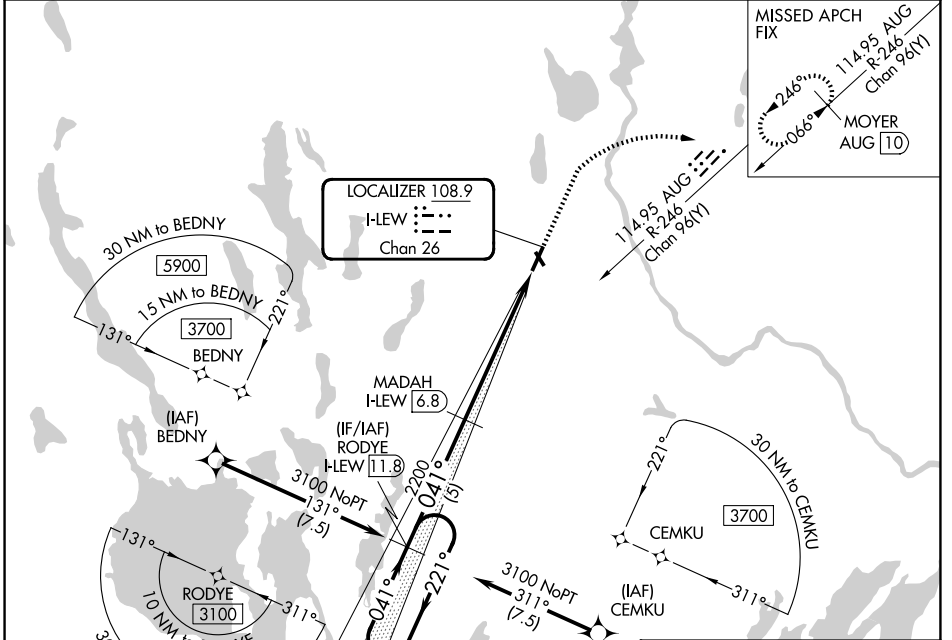 MISSED APCH
FIX
114.95 AUG
R-246
Chan 96(Y)
246°
066°
MOYER
AUG 10
114.95 AUG
R-246
Chan 96(Y)
LOCALIZER 108.9
I-LEW
Chan 26
30 NM to BEDNY
5900
15 NM to BEDNY
3700
131°
221°
BEDNY
(IAF)
BEDNY
3100 NoPT
131°
(7.5)
MADAH
I-LEW 6.8
(IF/IAF)
RODYE
I-LEW 11.8
2200
041°
(5)
041°
221°
30 NM to CEMKU
3700
221°
CEMKU
311°
3100 NoPT
311°
(7.5)
(IAF)
CEMKU
131°
RODYE
3100
311°
10 NM to